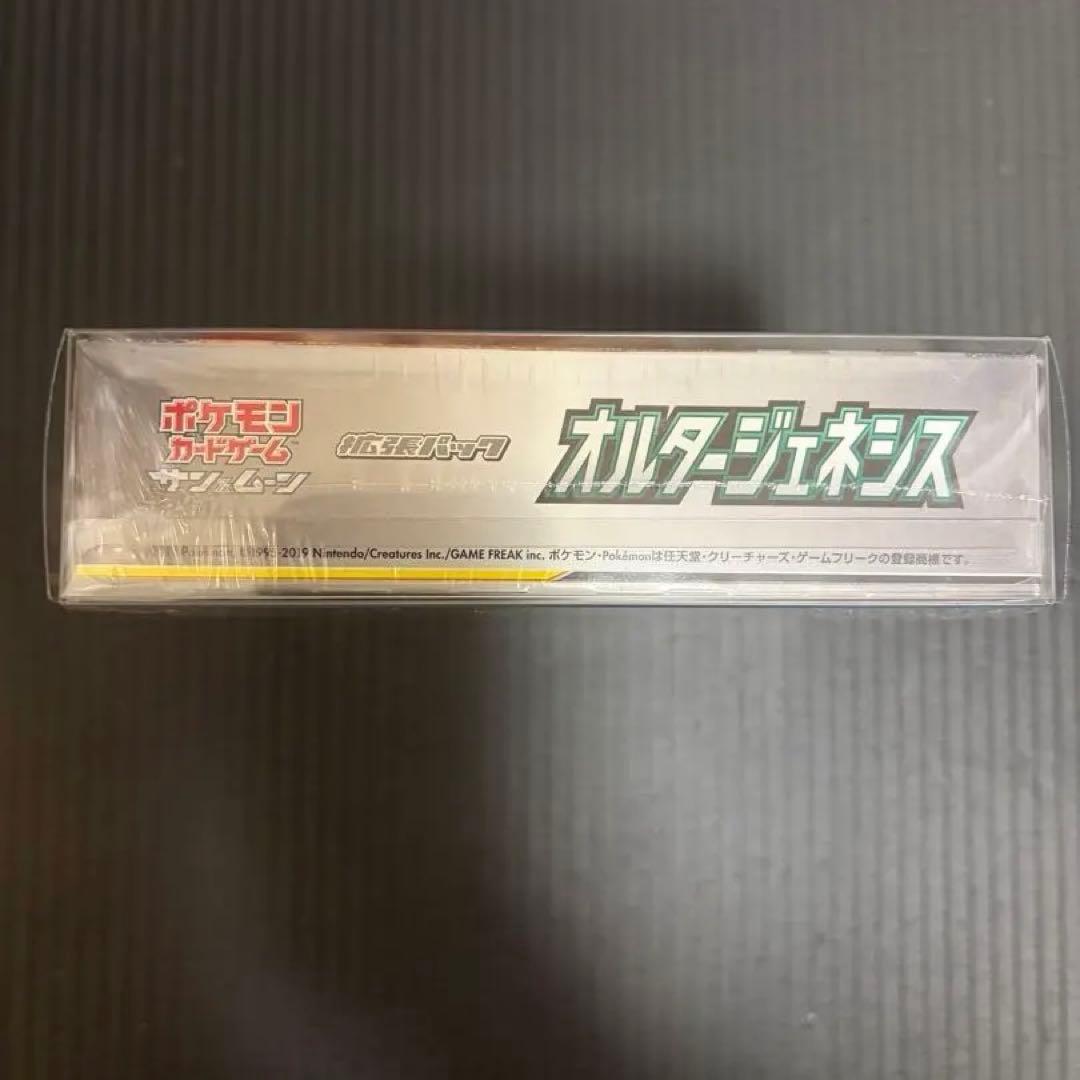 ポケモン
カードゲーム
サン&ムーン
拡張パック
オルタージェネシス
Pokémon. ©1995-2019 Nintendo/Creatures Inc./GAME FREAK inc. ポケモン・Pokémonは任天堂・クリーチャーズ・ゲームフリークの登録商標です。